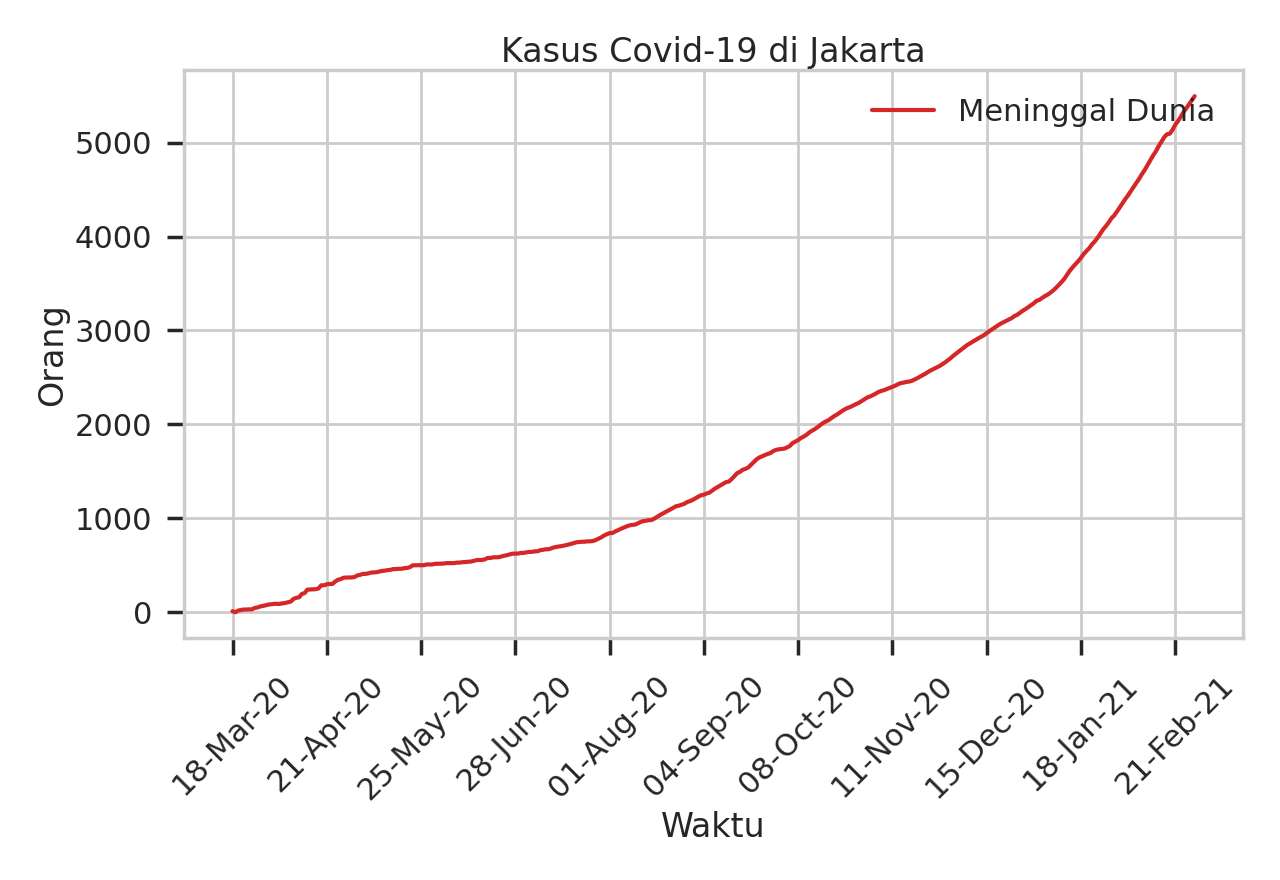 Kasus Covid-19 di Jakarta
Meninggal Dunia
Orang
5000
4000
3000
2000
1000
0
18-Mar-20
21-Apr-20
25-May-20
28-Jun-20
01-Aug-20
04-Sep-20
08-Oct-20
11-Nov-20
15-Dec-20
18-Jan-21
21-Feb-21
Waktu